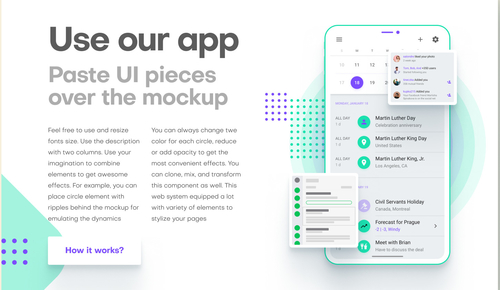 Use our app
Paste UI pieces
over the mockup
Feel free to use and resize
fonts size. Use the description
with two columns. Use your
imagination to combine
elements to get awesome
effects. For example, you can
place circle element with
ripples behind the mockup for
emulating the dynamics
You can always change twe
color for each circle, reduce
or add opacity to get the
most convenient effects. You
can clone, mix, and transform
this component as well. This
web system equipped a lot
with variety of elements to
stylize your pages
How it works?
10 11 12 13 14
17 18 19 20
SUNDAY, JANUARY 15
ALL DAY
Martin Luther Day
Celebration anniversary
ALL DAY
Martin Luther King Day
United States
ALL DAY
Martin Luther King, Jr.
Los Angeles, CA
Civil Servants Holiday
Canada, Montreal
Forecast for Prague
-2 | -3, Windy
Meet with Brian
Have to discuss the deal